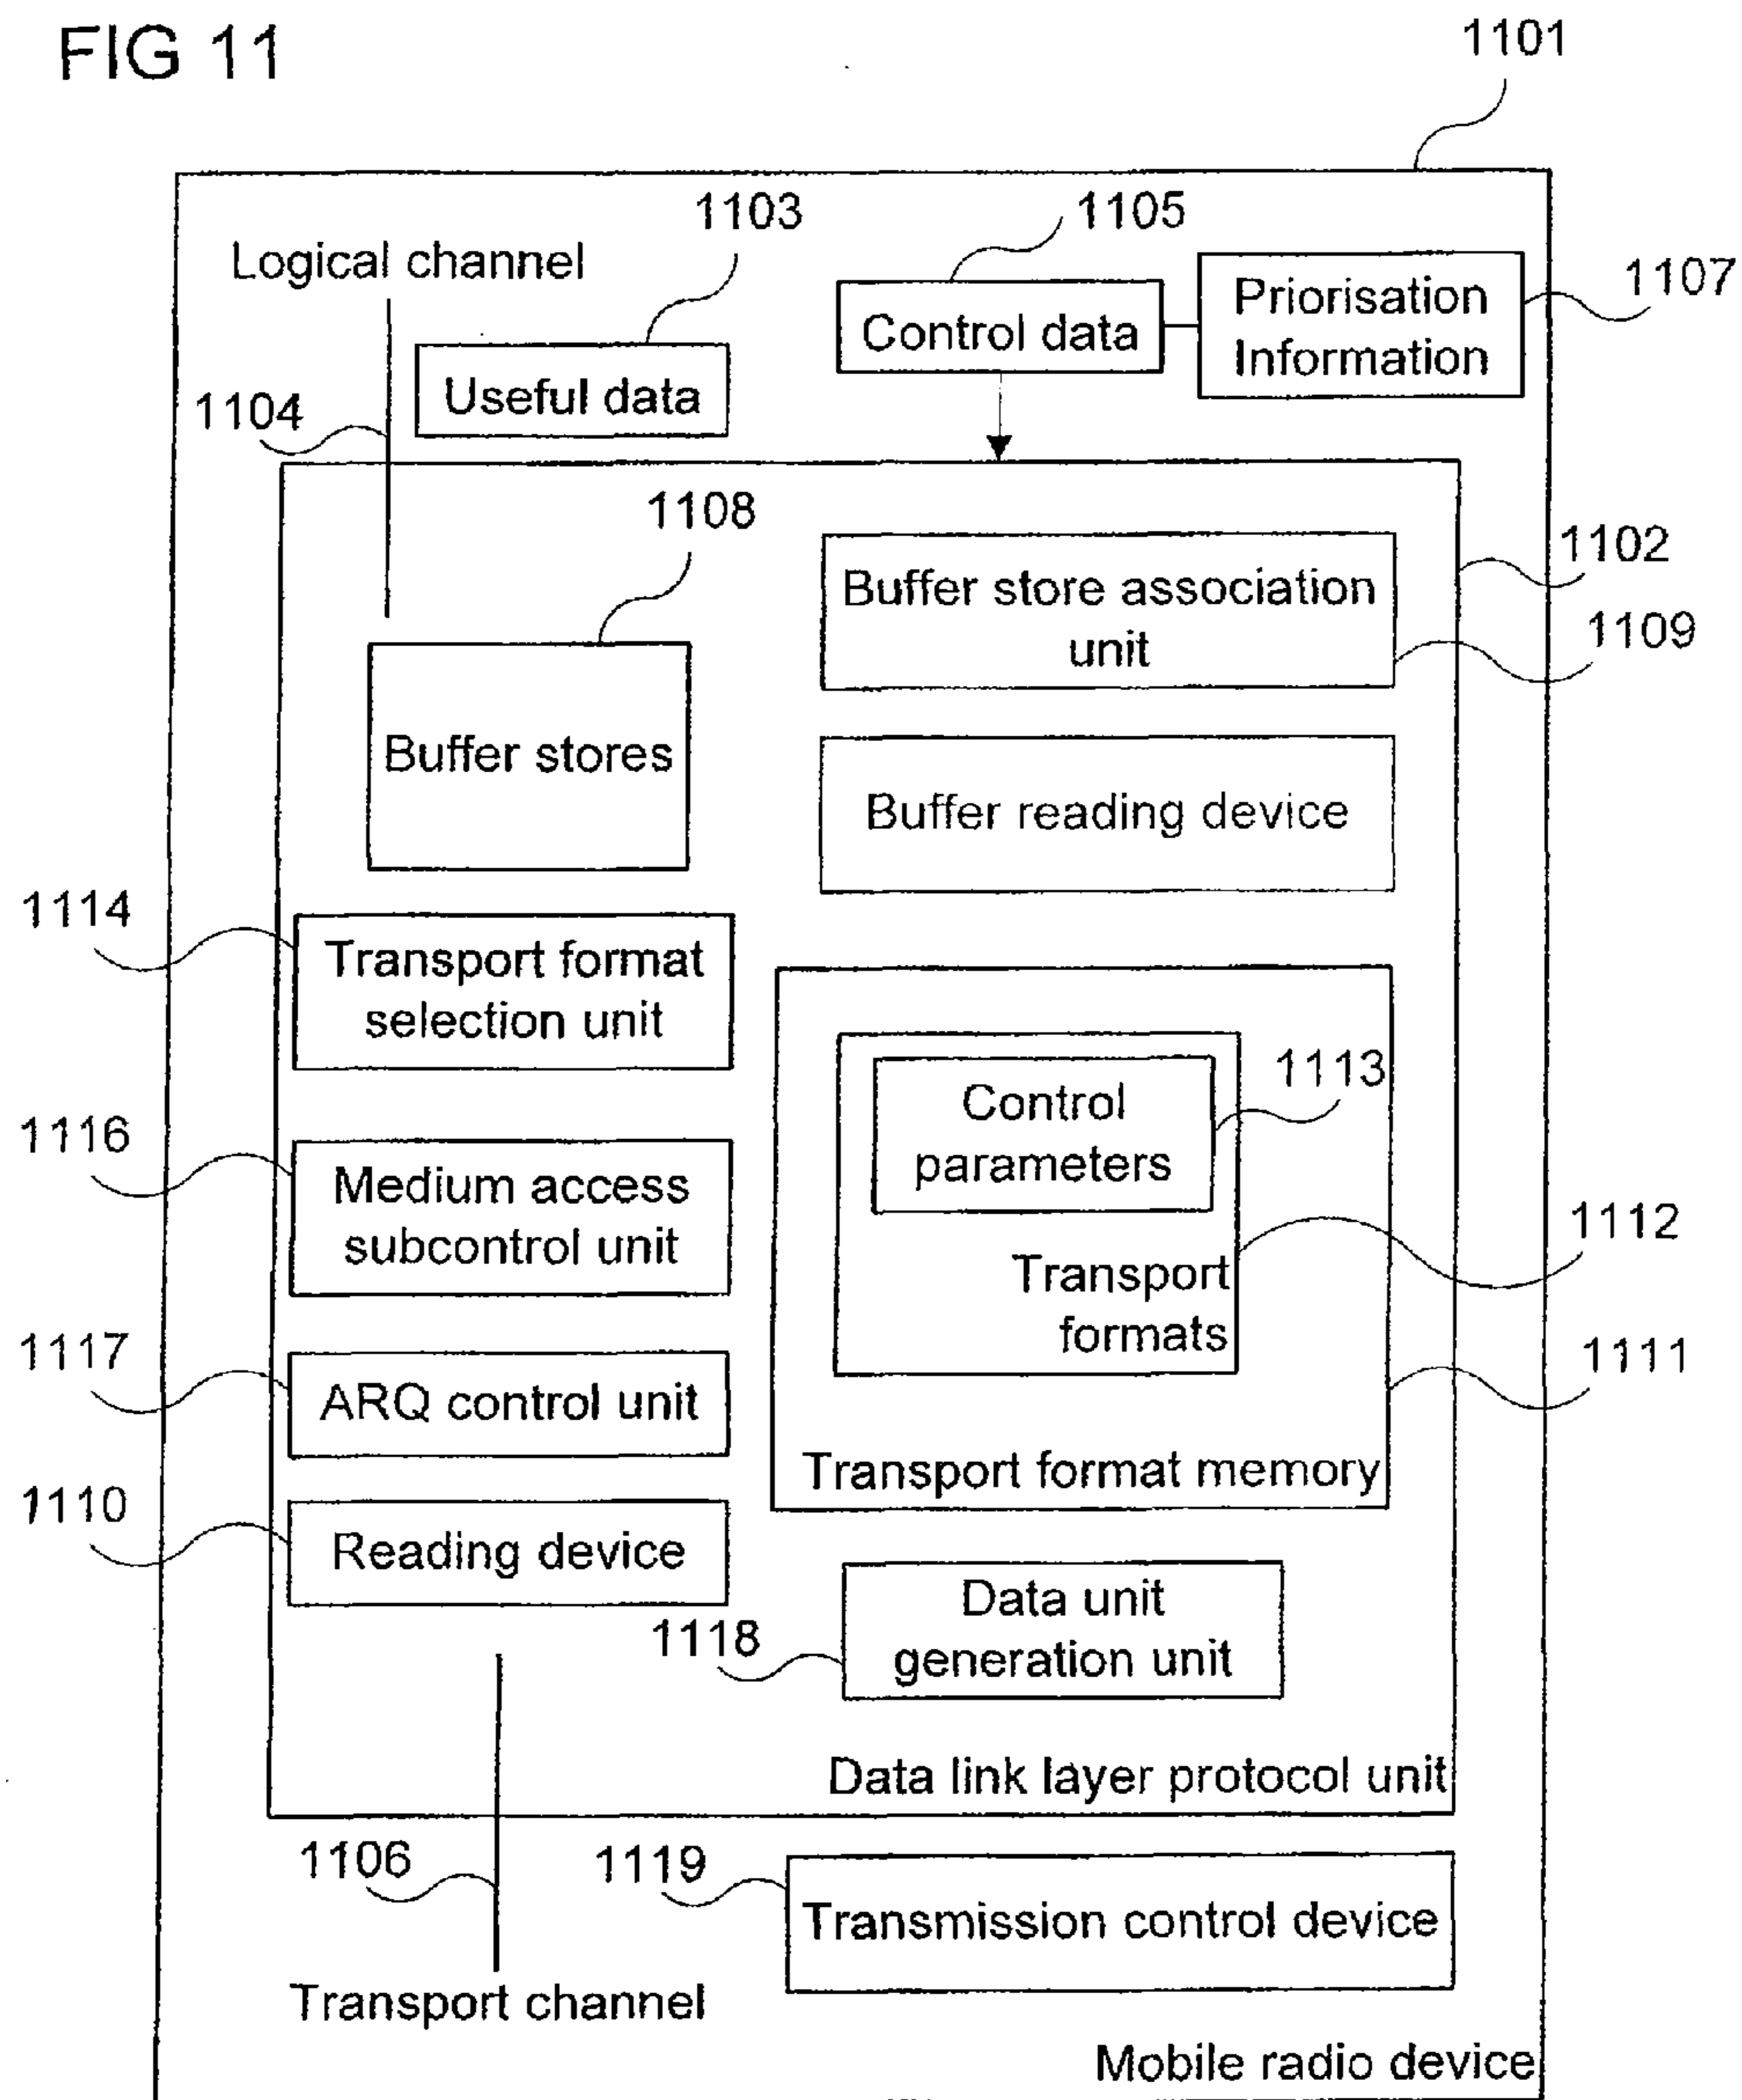 FIG 11
1101
1103
1105
Logical channel
1107
Priorisation
Information
Control data
Useful data
1104
1108
1102
Buffer store association
unit
1109
Buffer stores
Buffer reading device
1114
Transport format
selection unit
1113
Control
parameters
1116
Medium access
subcontrol unit
1112
Transport
formats
1117
ARQ control unit
1111
Transport format memory
1110
Reading device
Data unit
generation unit
1118
Data link layer protocol unit
1106
1119
Transmission control device
Transport channel
Mobile radio device